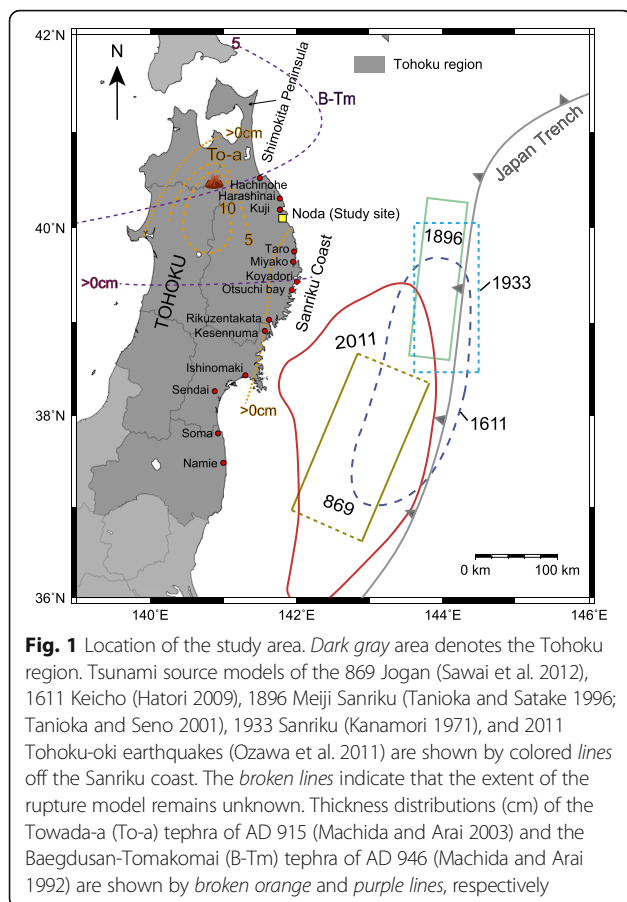 42°N
5
N
Tohoku region
B-Tm
Shimokita Peninsula
>0cm
To-a
Japan Trench
Hachinohe
Harashinai
10
Kuji
Noda (Study site)
40°N
5
1896
Taro
Miyako
Koyadori
>0cm
Otsuchi bay
1933
TOHOKU
Sanriku Coast
Rikuzentakata
Kesennuma
2011
Ishinomaki
Sendai
>0cm
1611
38°N
Soma
Namie
869
0 km 100 km
36°N
140°E 142°E 144°E 146°E
Fig. 1 Location of the study area. Dark gray area denotes the Tohoku
region. Tsunami source models of the 869 Jogan (Sawai et al. 2012),
1611 Keicho (Hatori 2009), 1896 Meiji Sanriku (Tanioka and Satake 1996;
Tanioka and Seno 2001), 1933 Sanriku (Kanamori 1971), and 2011
Tohoku-oki earthquakes (Ozawa et al. 2011) are shown by colored lines
off the Sanriku coast. The broken lines indicate that the extent of the
rupture model remains unknown. Thickness distributions (cm) of the
Towada-a (To-a) tephra of AD 915 (Machida and Arai 2003) and the
Baegdusan-Tomakomai (B-Tm) tephra of AD 946 (Machida and Arai
1992) are shown by broken orange and purple lines, respectively